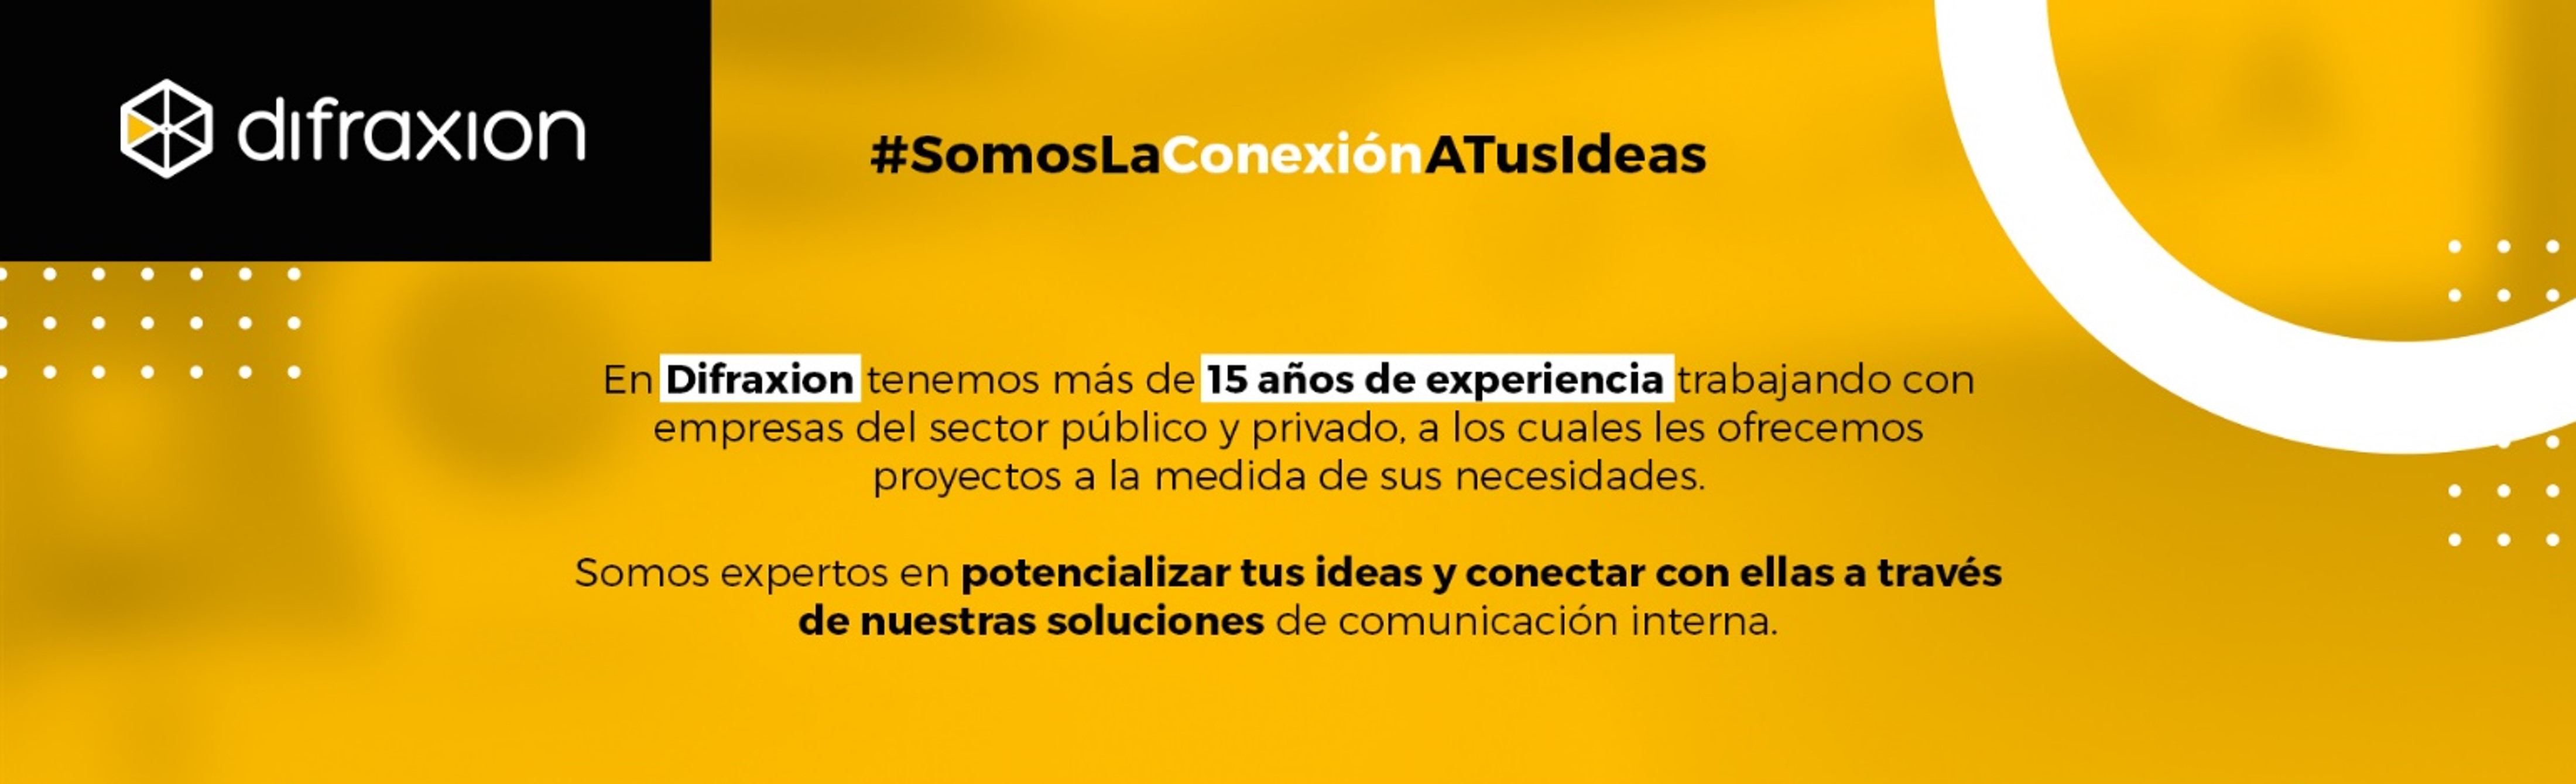 difraxion
#SomosLaConexiónATusIdeas
En Difraxion tenemos más de 15 años de experiencia trabajando con
empresas del sector público y privado, a los cuales les ofrecemos
proyectos a la medida de sus necesidades.
Somos expertos en potencializar tus ideas y conectar con ellas a través
de nuestras soluciones de comunicación interna.